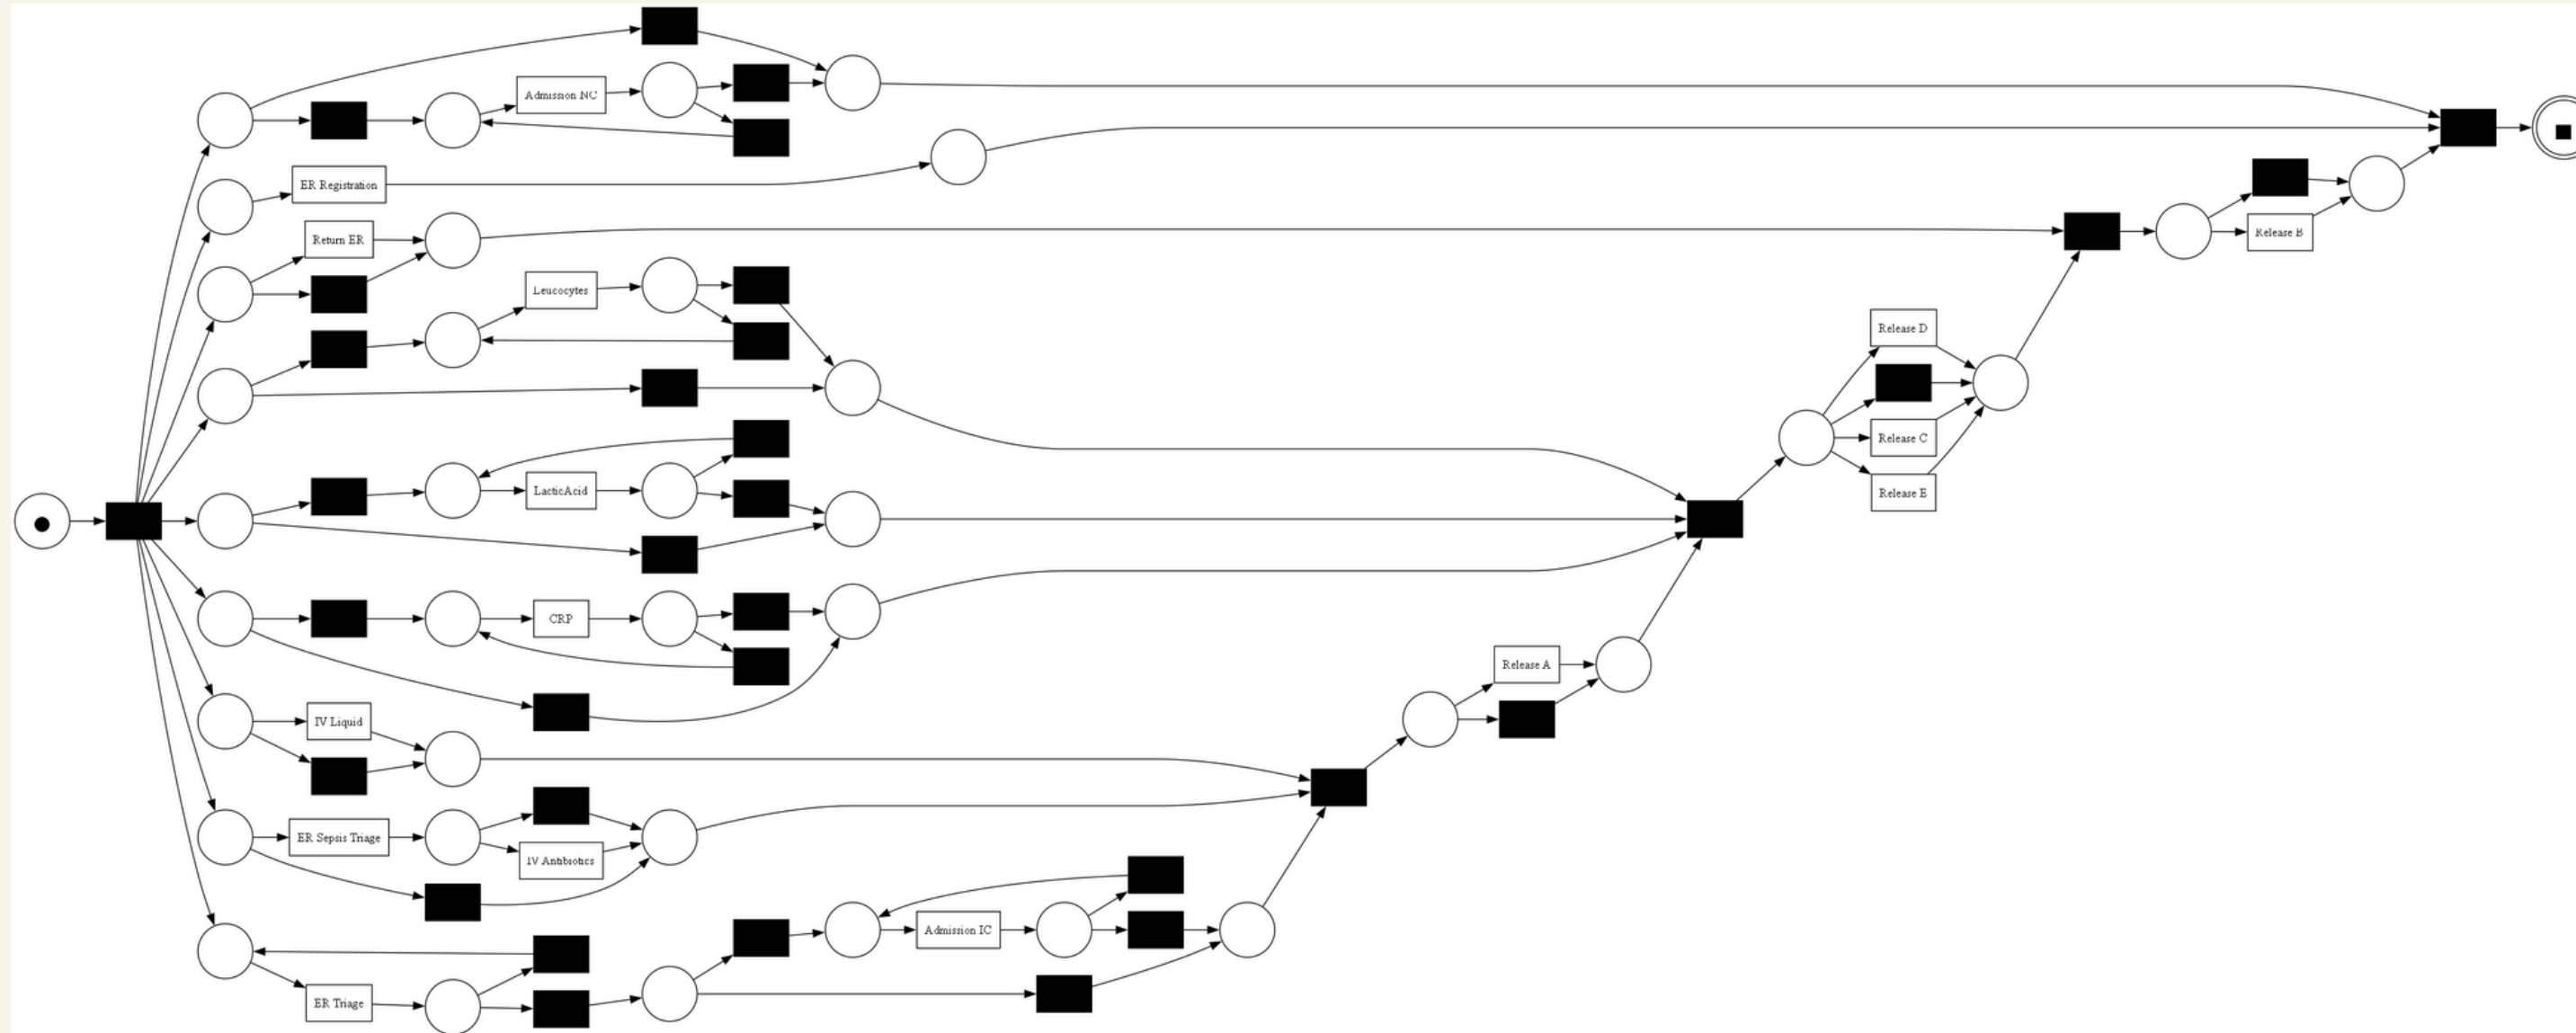 Admission NC
ER Registration
Return ER
Release B
Leucocytes
Release D
Release C
LacticAcid
Release E
CRP
Release A
IV Liquid
ER Sepsis Triage
IV Antibiotics
Admission IC
ER Triage